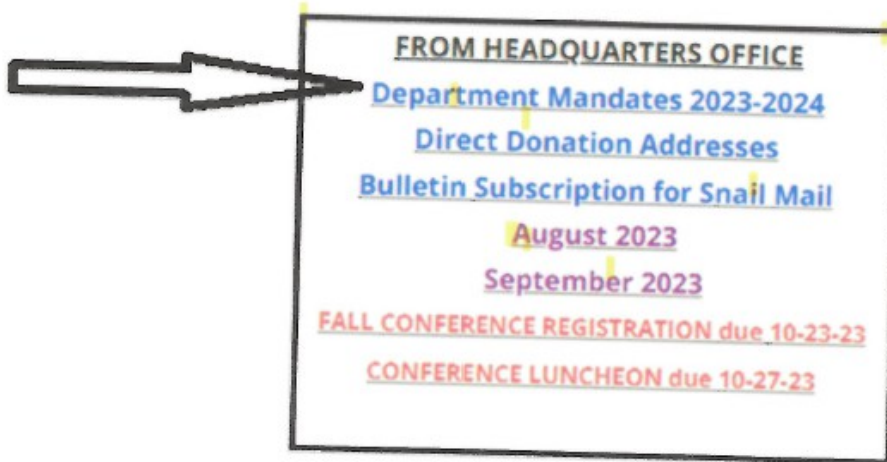 FROM HEADQUARTERS OFFICE
Department Mandates 2023-2024
Direct Donation Addresses
Bulletin Subscription for Snail Mail
August 2023
September 2023
FALL CONFERENCE REGISTRATION due 10-23-23
CONFERENCE LUNCHEON due 10-27-23